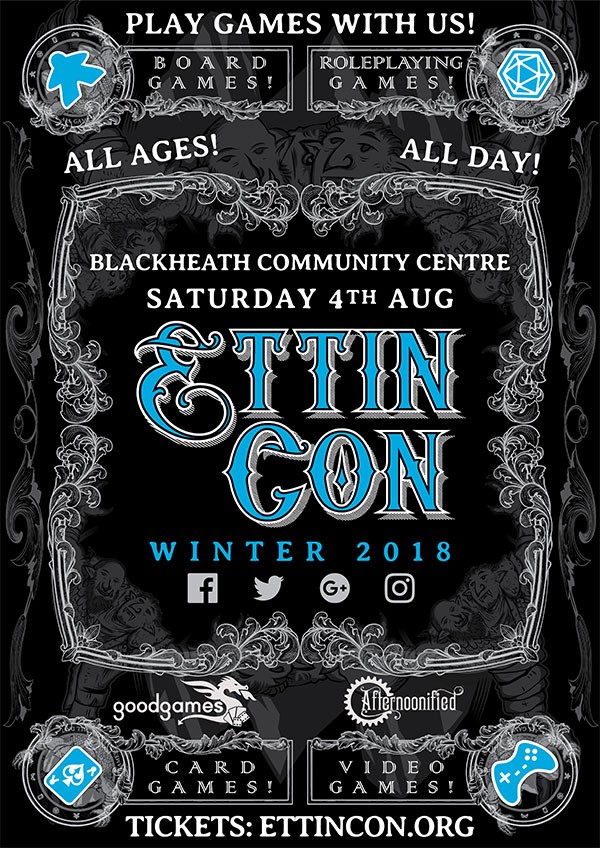 PLAY GAMES WITH US!
BOARD GAMES!
ROLEPLAYING GAMES!
ALL AGES!
ALL DAY!
BLACKHEATH COMMUNITY CENTRE
SATURDAY 4TH AUG
ETTIN
CON
WINTER 2018
goodgames
Afternoonified
CARD GAMES!
VIDEO GAMES!
TICKETS: ETTINCON.ORG